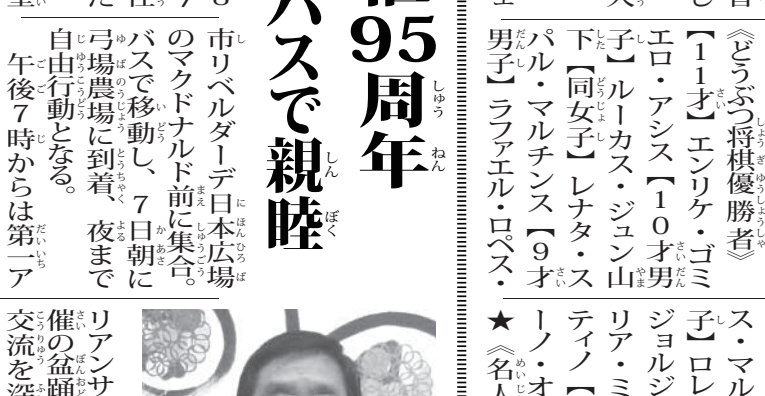 《どうぶつ将棋優勝者》
【11才】エンリケ・ゴミ
エロ・アシス【10才男
子】ルーカス・ジュン山
下【同女子】レナタ・ス
パル・マルチンス【9才
男子】ラファエル・ロペス・
ス・マル
子】ロレ
ジョルジ
リア・ミ
ティノ【
ーノ・オ
★《名人
95周年
バスで親睦
市リベルダーデ日本広場
のマクドナルド前に集合。
バスで移動し、7日朝に
弓場農場に到着、夜まで
自由行動となる。
午後7時からは第一ア
リアンサ
催の盆踊
交流を深